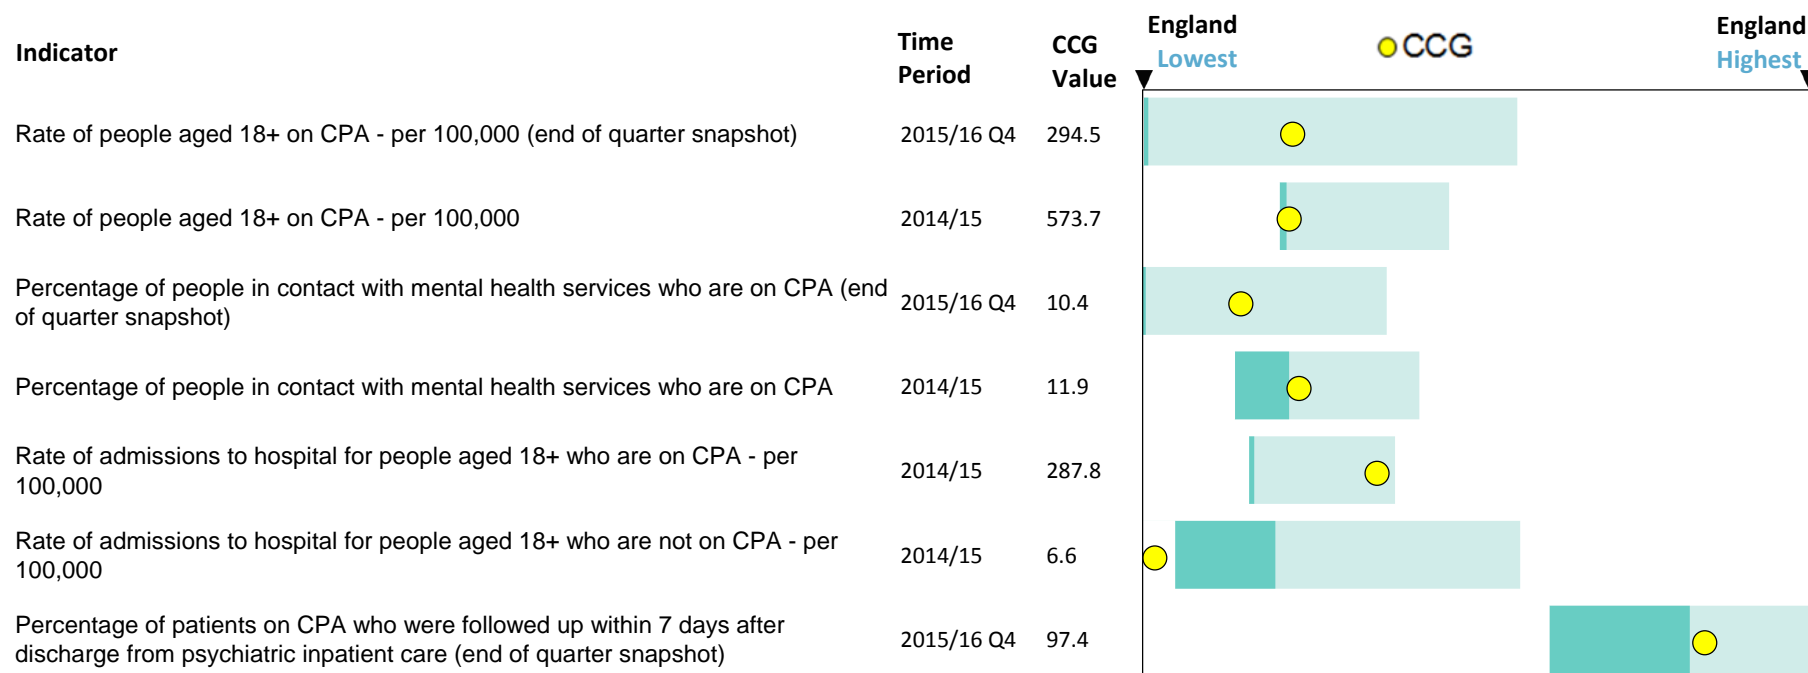 Indicator
Time Period
CCG Value
England Lowest
CCG
England Highest
Rate of people aged 18+ on CPA - per 100,000 (end of quarter snapshot) 2015/16 Q4 294.5
Rate of people aged 18+ on CPA - per 100,000 2014/15 573.7
Percentage of people in contact with mental health services who are on CPA (end
of quarter snapshot) 2015/16 Q4 10.4
Percentage of people in contact with mental health services who are on CPA 2014/15 11.9
Rate of admissions to hospital for people aged 18+ who are on CPA - per
100,000 2014/15 287.8
Rate of admissions to hospital for people aged 18+ who are not on CPA - per
100,000 2014/15 6.6
Percentage of patients on CPA who were followed up within 7 days after
discharge from psychiatric inpatient care (end of quarter snapshot) 2015/16 Q4 97.4